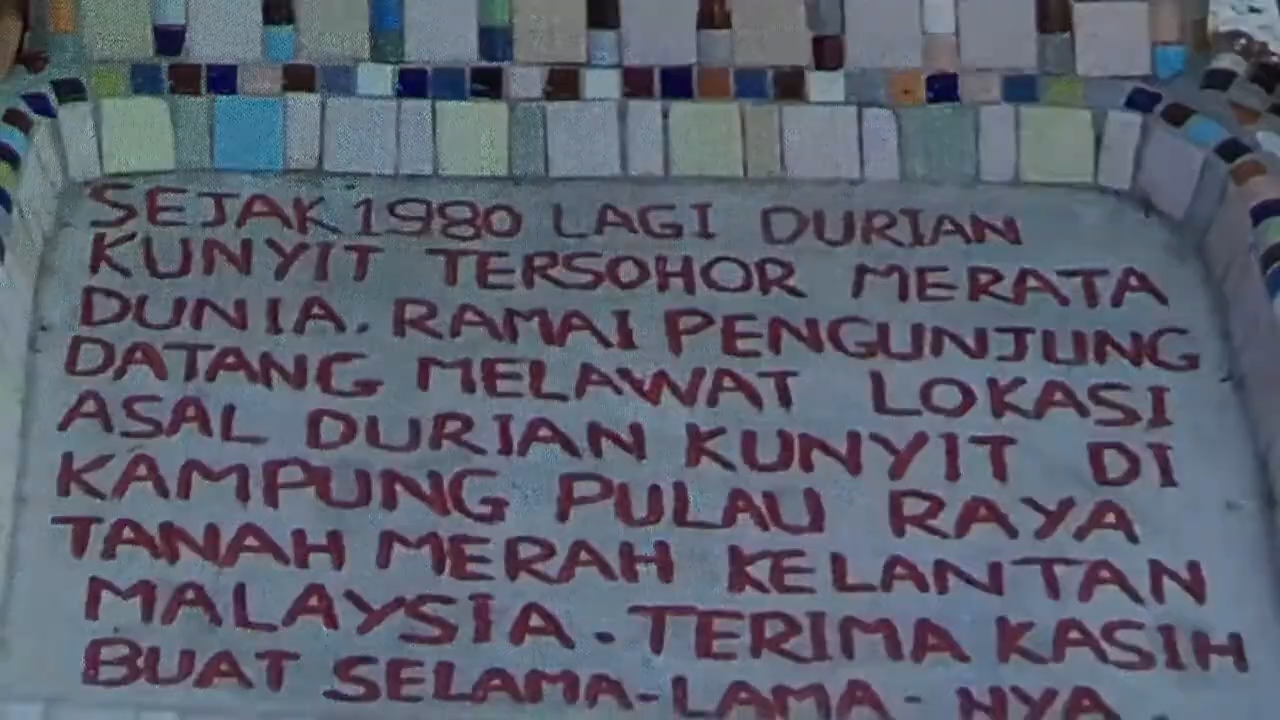 SEJAK 1980 LAGI DURIAN
KUNYIT TERSOHOR MERATA
DUNIA. RAMAI PENGUNJUNG
DATANG MELAWAT LOKASI
ASAL DURIAN KUNYIT DI
KAMPUNG PULAU RAYA
TANAH MERAH KELANTAN
MALAYSIA. TERIMA KASIH
BUAT SELAMA-LAMA-NYA.